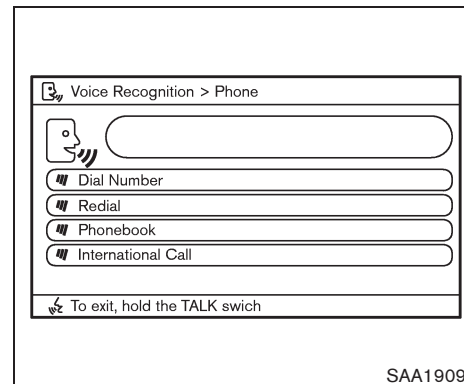 Voice Recognition > Phone
Dial Number
Redial
Phonebook
International Call
To exit, hold the TALK swich
SAA1909